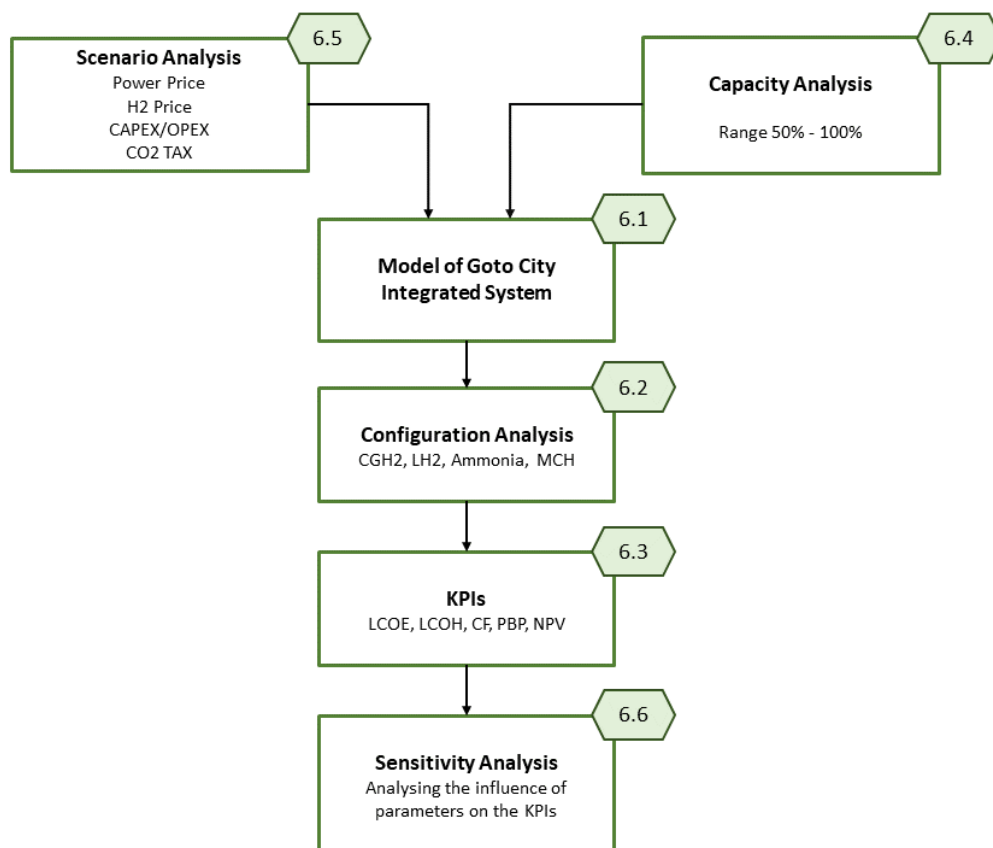 6.5
Scenario Analysis
Power Price
H2 Price
CAPEX/OPEX
CO2 TAX
6.4
Capacity Analysis
Range 50% - 100%
6.1
Model of Goto City
Integrated System
6.2
Configuration Analysis
CGH2, LH2, Ammonia, MCH
6.3
KPIs
LCOE, LCOH, CF, PBP, NPV
6.6
Sensitivity Analysis
Analysing the influence of
parameters on the KPIs